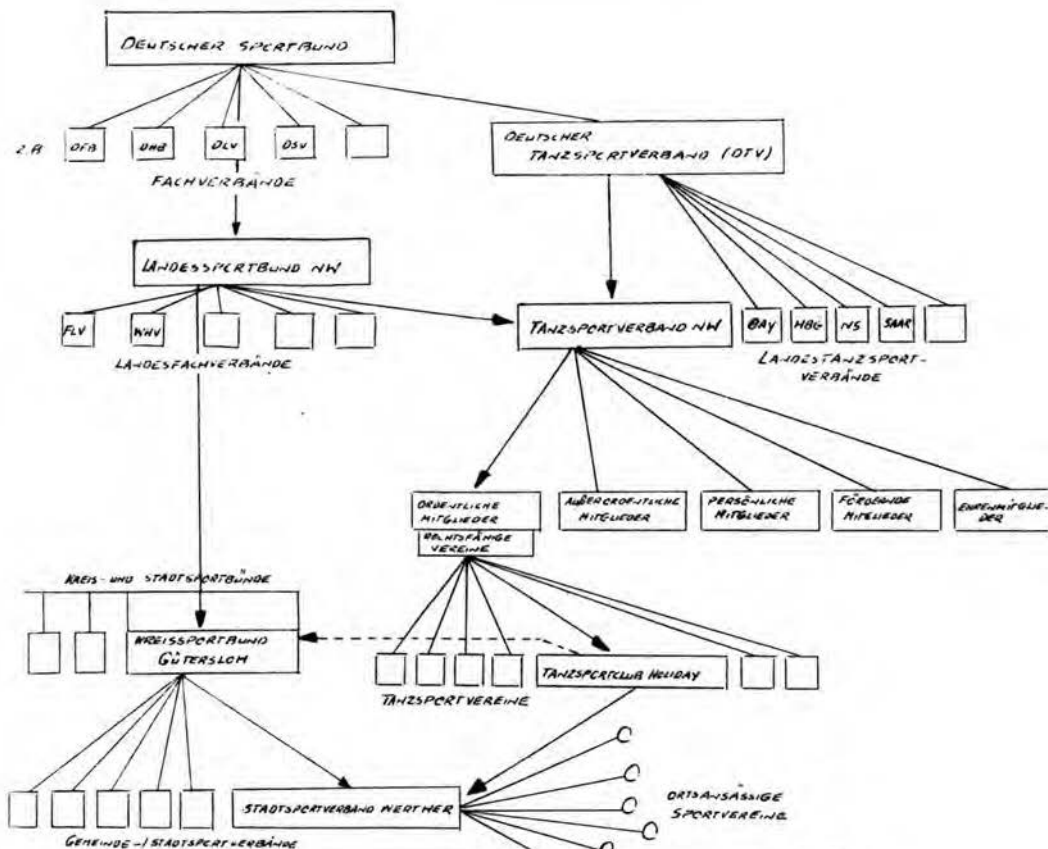 DEUTSCHER SPORTBUND
Z.B. DFB DHB DLV DSV
FACHVERBÄNDE
DEUTSCHER
TANZSPORTVERBAND (DTV)
LANDESSPORTBUND NW
FLV WHV
LANDESFACHVERBÄNDE
TANZSPORTVERBAND NW
BAY HBG NS SAAR
LANDESTANZSPORT-
VERBÄNDE
ORDENTLICHE
MITGLIEDER
RECHTSFÄHIGE
VEREINE
AUßERORDENTLICHE
MITGLIEDER
PERSÖNLICHE
MITGLIEDER
FÖRDERNDE
MITGLIEDER
EHRENMITGLIE-
DER
KREIS- UND STADTSPORTBÜNDE
KREISSPORTBUND
GÜTERSLOH
TANZSPORTCLUB HOLIDAY
TANZSPORTVEREINE
STADTSPORTVERBAND WERTHER
ORTSANSÄSSIGE
SPORTVEREINE
GEMEINDE-/STADTSPORTVERBÄNDE